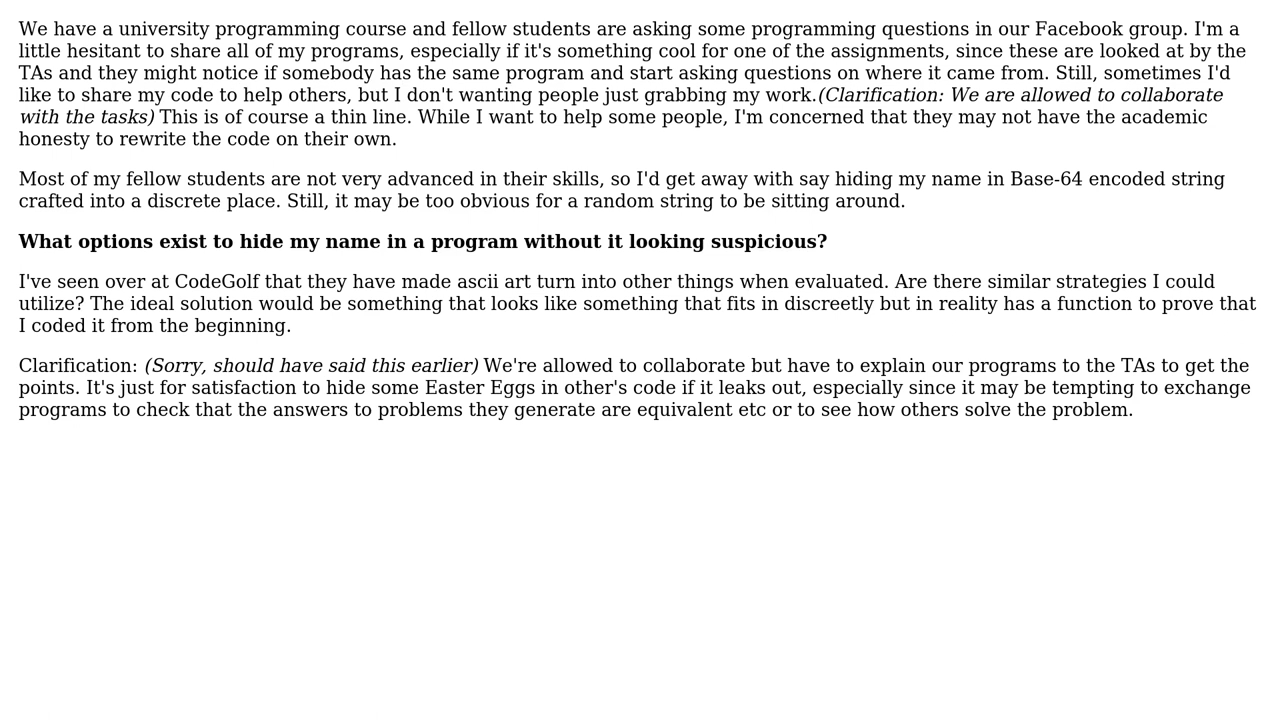 We have a university programming course and fellow students are asking some programming questions in our Facebook group. I'm a
little hesitant to share all of my programs, especially if it's something cool for one of the assignments, since these are looked at by the
TAs and they might notice if somebody has the same program and start asking questions on where it came from. Still, sometimes I'd
like to share my code to help others, but I don't wanting people just grabbing my work.(Clarification: We are allowed to collaborate
with the tasks) This is of course a thin line. While I want to help some people, I'm concerned that they may not have the academic
honesty to rewrite the code on their own.
Most of my fellow students are not very advanced in their skills, so I'd get away with say hiding my name in Base-64 encoded string
crafted into a discrete place. Still, it may be too obvious for a random string to be sitting around.
What options exist to hide my name in a program without it looking suspicious?
I've seen over at CodeGolf that they have made ascii art turn into other things when evaluated. Are there similar strategies I could
utilize? The ideal solution would be something that looks like something that fits in discreetly but in reality has a function to prove that
I coded it from the beginning.
Clarification: (Sorry, should have said this earlier) We're allowed to collaborate but have to explain our programs to the TAs to get the
points. It's just for satisfaction to hide some Easter Eggs in other's code if it leaks out, especially since it may be tempting to exchange
programs to check that the answers to problems they generate are equivalent etc or to see how others solve the problem.